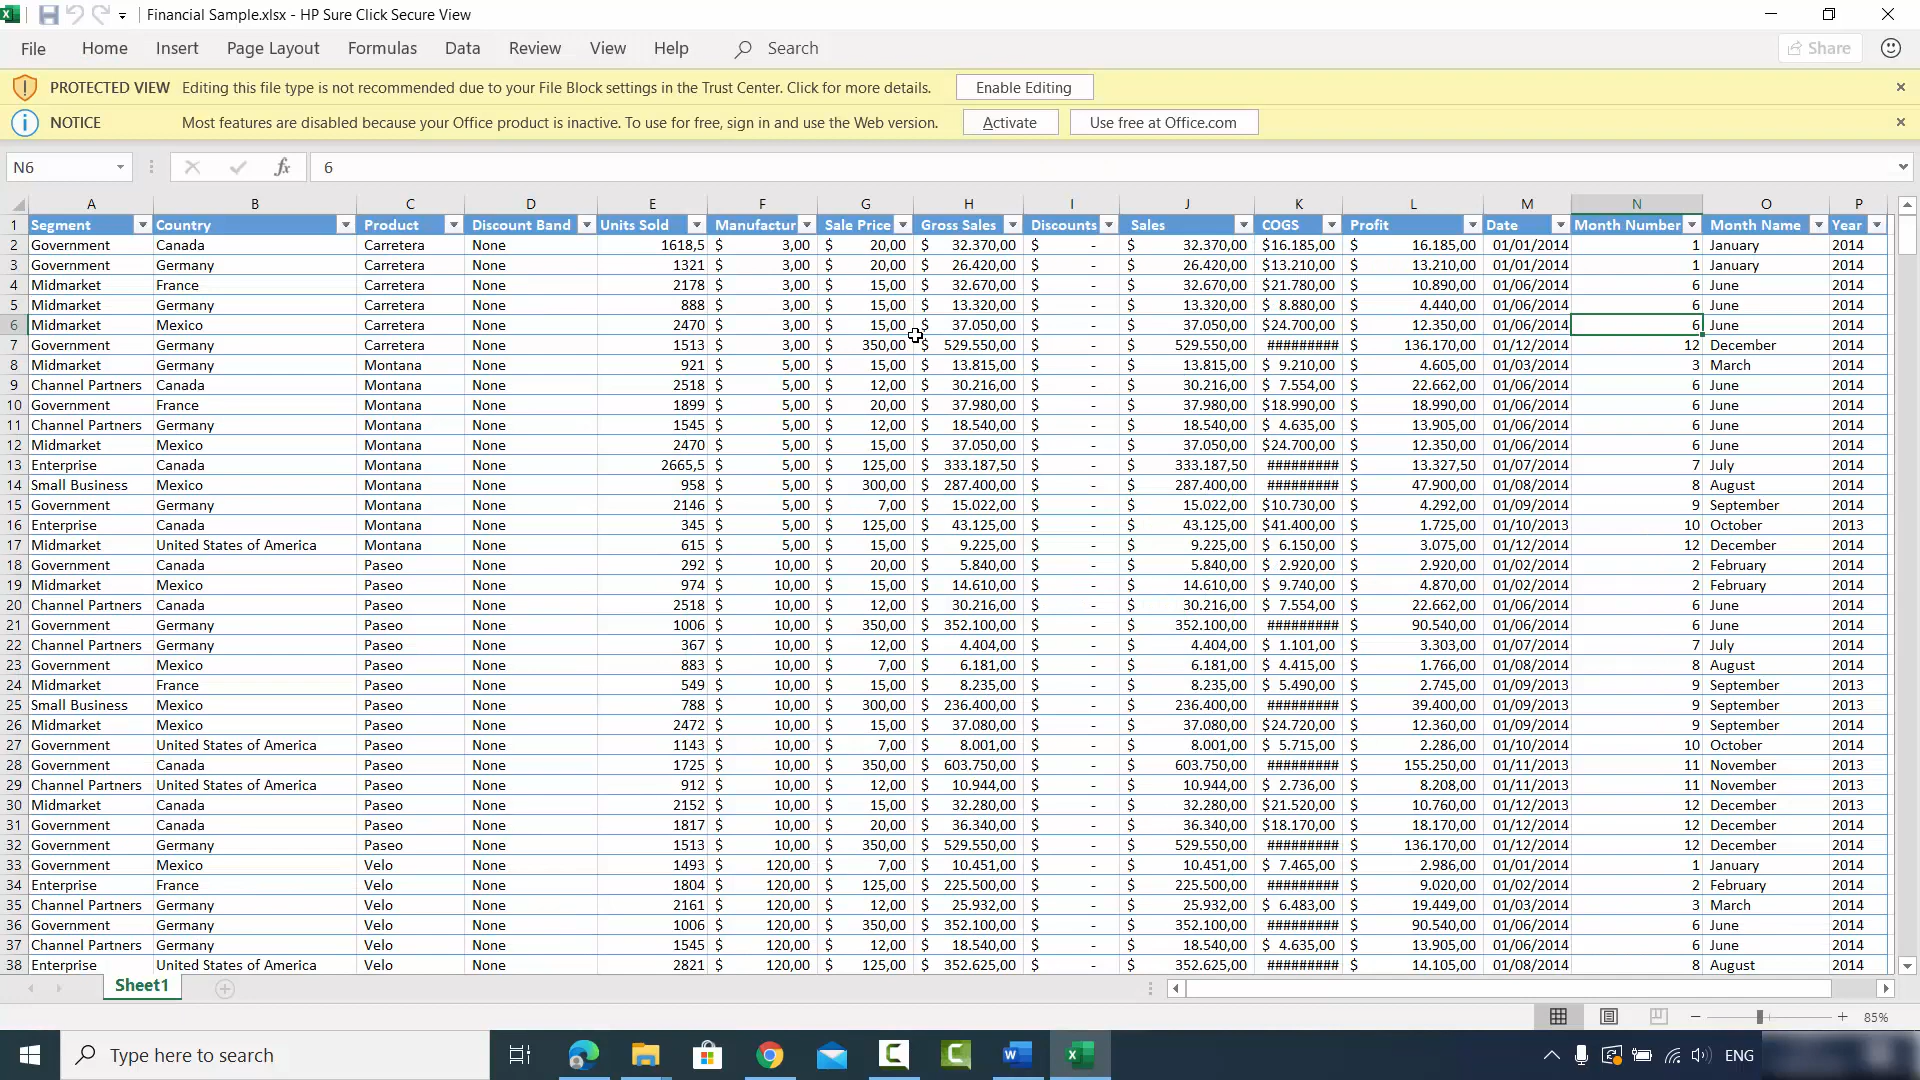 Financial Sample.xlsx - HP Sure Click Secure View
File Home Insert Page Layout Formulas Data Review View Help Search Share
PROTECTED VIEW Editing this file type is not recommended due to your File Block settings in the Trust Center. Click for more details. Enable Editing
NOTICE Most features are disabled because your Office product is inactive. To use for free, sign in and use the Web version. Activate Use free at Office.com
N6 fx 6
A B C D E F G H I J K L M N O P
1 Segment Country Product Discount Band Units Sold Manufactur Sale Price Gross Sales Discounts Sales COGS Profit Date Month Number Month Name Year
2 Government Canada Carretera None 1618,5 $ 3,00 $ 20,00 $ 32.370,00 $ - $ 32.370,00 $16.185,00 $ 16.185,00 01/01/2014 1 January 2014
3 Government Germany Carretera None 1321 $ 3,00 $ 20,00 $ 26.420,00 $ - $ 26.420,00 $13.210,00 $ 13.210,00 01/01/2014 1 January 2014
4 Midmarket France Carretera None 2178 $ 3,00 $ 15,00 $ 32.670,00 $ - $ 32.670,00 $21.780,00 $ 10.890,00 01/06/2014 6 June 2014
5 Midmarket Germany Carretera None 888 $ 3,00 $ 15,00 $ 13.320,00 $ - $ 13.320,00 $ 8.880,00 $ 4.440,00 01/06/2014 6 June 2014
6 Midmarket Mexico Carretera None 2470 $ 3,00 $ 15,00 $ 37.050,00 $ - $ 37.050,00 $24.700,00 $ 12.350,00 01/06/2014 6 June 2014
7 Government Germany Carretera None 1513 $ 3,00 $ 350,00 $ 529.550,00 $ - $ 529.550,00 ######### $ 136.170,00 01/12/2014 12 December 2014
8 Midmarket Germany Montana None 921 $ 5,00 $ 15,00 $ 13.815,00 $ - $ 13.815,00 $ 9.210,00 $ 4.605,00 01/03/2014 3 March 2014
9 Channel Partners Canada Montana None 2518 $ 5,00 $ 12,00 $ 30.216,00 $ - $ 30.216,00 $ 7.554,00 $ 22.662,00 01/06/2014 6 June 2014
10 Government France Montana None 1899 $ 5,00 $ 20,00 $ 37.980,00 $ - $ 37.980,00 $18.990,00 $ 18.990,00 01/06/2014 6 June 2014
11 Channel Partners Germany Montana None 1545 $ 5,00 $ 12,00 $ 18.540,00 $ - $ 18.540,00 $ 4.635,00 $ 13.905,00 01/06/2014 6 June 2014
12 Midmarket Mexico Montana None 2470 $ 5,00 $ 15,00 $ 37.050,00 $ - $ 37.050,00 $24.700,00 $ 12.350,00 01/06/2014 6 June 2014
13 Enterprise Canada Montana None 2665,5 $ 5,00 $ 125,00 $ 333.187,50 $ - $ 333.187,50 ######### $ 13.327,50 01/07/2014 7 July 2014
14 Small Business Mexico Montana None 958 $ 5,00 $ 300,00 $ 287.400,00 $ - $ 287.400,00 ######### $ 47.900,00 01/08/2014 8 August 2014
15 Government Germany Montana None 2146 $ 5,00 $ 7,00 $ 15.022,00 $ - $ 15.022,00 $10.730,00 $ 4.292,00 01/09/2014 9 September 2014
16 Enterprise Canada Montana None 345 $ 5,00 $ 125,00 $ 43.125,00 $ - $ 43.125,00 $41.400,00 $ 1.725,00 01/10/2013 10 October 2013
17 Midmarket United States of America Montana None 615 $ 5,00 $ 15,00 $ 9.225,00 $ - $ 9.225,00 $ 6.150,00 $ 3.075,00 01/12/2014 12 December 2014
18 Government Canada Paseo None 292 $ 10,00 $ 20,00 $ 5.840,00 $ - $ 5.840,00 $ 2.920,00 $ 2.920,00 01/02/2014 2 February 2014
19 Midmarket Mexico Paseo None 974 $ 10,00 $ 15,00 $ 14.610,00 $ - $ 14.610,00 $ 9.740,00 $ 4.870,00 01/02/2014 2 February 2014
20 Channel Partners Canada Paseo None 2518 $ 10,00 $ 12,00 $ 30.216,00 $ - $ 30.216,00 $ 7.554,00 $ 22.662,00 01/06/2014 6 June 2014
21 Government Germany Paseo None 1006 $ 10,00 $ 350,00 $ 352.100,00 $ - $ 352.100,00 ######### $ 90.540,00 01/06/2014 6 June 2014
22 Channel Partners Germany Paseo None 367 $ 10,00 $ 12,00 $ 4.404,00 $ - $ 4.404,00 $ 1.101,00 $ 3.303,00 01/07/2014 7 July 2014
23 Government Mexico Paseo None 883 $ 10,00 $ 7,00 $ 6.181,00 $ - $ 6.181,00 $ 4.415,00 $ 1.766,00 01/08/2014 8 August 2014
24 Midmarket France Paseo None 549 $ 10,00 $ 15,00 $ 8.235,00 $ - $ 8.235,00 $ 5.490,00 $ 2.745,00 01/09/2013 9 September 2013
25 Small Business Mexico Paseo None 788 $ 10,00 $ 300,00 $ 236.400,00 $ - $ 236.400,00 ######### $ 39.400,00 01/09/2013 9 September 2013
26 Midmarket Mexico Paseo None 2472 $ 10,00 $ 15,00 $ 37.080,00 $ - $ 37.080,00 $24.720,00 $ 12.360,00 01/09/2014 9 September 2014
27 Government United States of America Paseo None 1143 $ 10,00 $ 7,00 $ 8.001,00 $ - $ 8.001,00 $ 5.715,00 $ 2.286,00 01/10/2014 10 October 2014
28 Government Canada Paseo None 1725 $ 10,00 $ 350,00 $ 603.750,00 $ - $ 603.750,00 ######### $ 155.250,00 01/11/2013 11 November 2013
29 Channel Partners United States of America Paseo None 912 $ 10,00 $ 12,00 $ 10.944,00 $ - $ 10.944,00 $ 2.736,00 $ 8.208,00 01/11/2013 11 November 2013
30 Midmarket Canada Paseo None 2152 $ 10,00 $ 15,00 $ 32.280,00 $ - $ 32.280,00 $21.520,00 $ 10.760,00 01/12/2013 12 December 2013
31 Government Canada Paseo None 1817 $ 10,00 $ 20,00 $ 36.340,00 $ - $ 36.340,00 $18.170,00 $ 18.170,00 01/12/2014 12 December 2014
32 Government Germany Paseo None 1513 $ 10,00 $ 350,00 $ 529.550,00 $ - $ 529.550,00 ######### $ 136.170,00 01/12/2014 12 December 2014
33 Government Mexico Velo None 1493 $ 120,00 $ 7,00 $ 10.451,00 $ - $ 10.451,00 $ 7.465,00 $ 2.986,00 01/01/2014 1 January 2014
34 Enterprise France Velo None 1804 $ 120,00 $ 125,00 $ 225.500,00 $ - $ 225.500,00 ######### $ 9.020,00 01/02/2014 2 February 2014
35 Channel Partners Germany Velo None 2161 $ 120,00 $ 12,00 $ 25.932,00 $ - $ 25.932,00 $ 6.483,00 $ 19.449,00 01/03/2014 3 March 2014
36 Government Germany Velo None 1006 $ 120,00 $ 350,00 $ 352.100,00 $ - $ 352.100,00 ######### $ 90.540,00 01/06/2014 6 June 2014
37 Channel Partners Germany Velo None 1545 $ 120,00 $ 12,00 $ 18.540,00 $ - $ 18.540,00 $ 4.635,00 $ 13.905,00 01/06/2014 6 June 2014
38 Enterprise United States of America Velo None 2821 $ 120,00 $ 125,00 $ 352.625,00 $ - $ 352.625,00 ######### $ 14.105,00 01/08/2014 8 August 2014
Sheet1
85%
Type here to search ENG